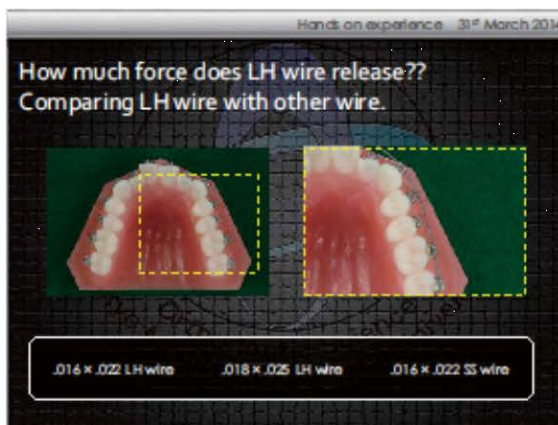 Hands on experience 31st March 2014
How much force does LH wire release??
Comparing LH wire with other wire.
.016 × .022 LH wire .018 × .025 LH wire .016 × .022 SS wire